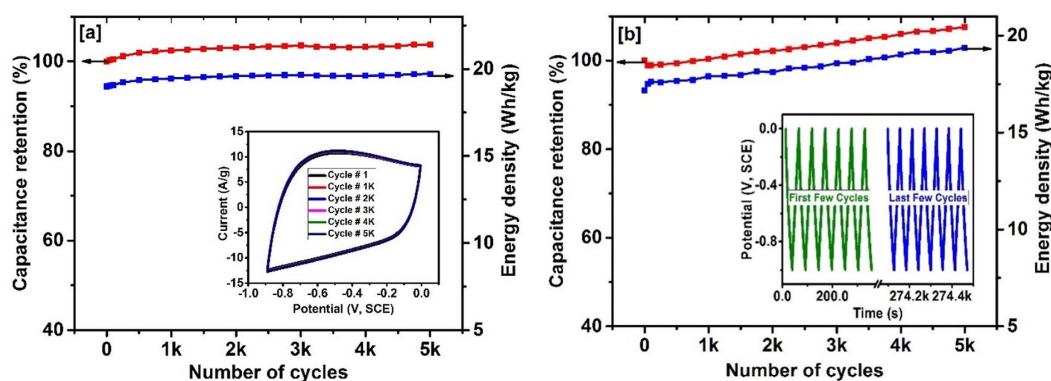 [a]
Capacitance retention (%)
100
80
60
40
Energy density (Wh/kg)
20
15
10
5
0
1k
2k
3k
4k
5k
Number of cycles
Current (A/g)
15
10
5
0
-5
-10
-15
Cycle # 1
Cycle # 1K
Cycle # 2K
Cycle # 3K
Cycle # 4K
Cycle # 5K
-1.0
-0.8
-0.6
-0.4
-0.2
0.0
Potential (V, SCE)
[b]
Capacitance retention (%)
100
80
60
40
Energy density (Wh/kg)
20
15
10
5
0
1k
2k
3k
4k
5k
Number of cycles
Potential (V, SCE)
0.0
-0.4
-0.8
First Few Cycles
Last Few Cycles
0.0
200.0
274.2k
274.4k
Time (s)